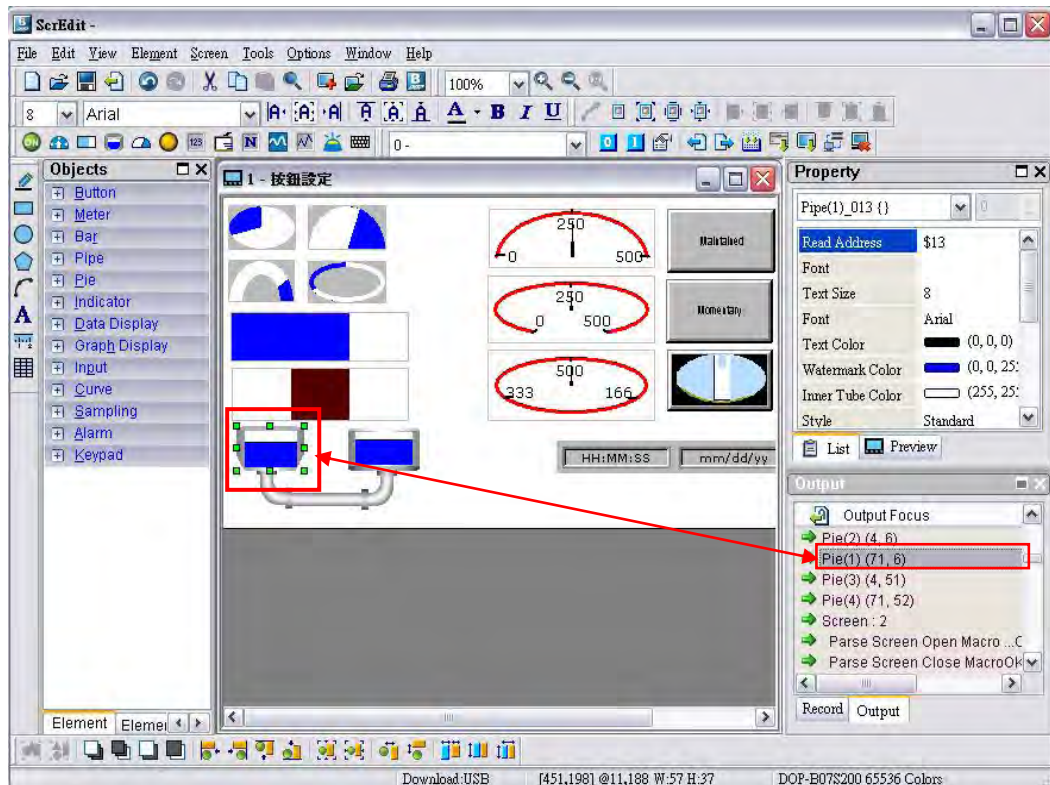 ScrEdit -
File Edit View Element Screen Tools Options Window Help
100%
8 Arial
0 -
Objects
Button
Meter
Bar
Pipe
Pie
Indicator
Data Display
Graph Display
Input
Curve
Sampling
Alarm
Keypad
Element Elemer
1 - 按鈕設定
250
0 500
250
0 500
500
333 166
Maintained
Momentary
HH:MM:SS mm/dd/yy
Property
Pipe(1)_013 {}
0
Read Address $13
Font
Text Size 8
Font Arial
Text Color (0, 0, 0)
Watermark Color (0, 0, 25:
Inner Tube Color (255, 25:
Style Standard
List Preview
Output
Output Focus
Pie(2) (4, 6)
Pie(1) (71, 6)
Pie(3) (4, 51)
Pie(4) (71, 52)
Screen : 2
Parse Screen Open Macro ...C
Parse Screen Close MacroOk
Record Output
Download:USB [451,198] @11,188 W:57 H:37 DOP-B07S200 65536 Colors